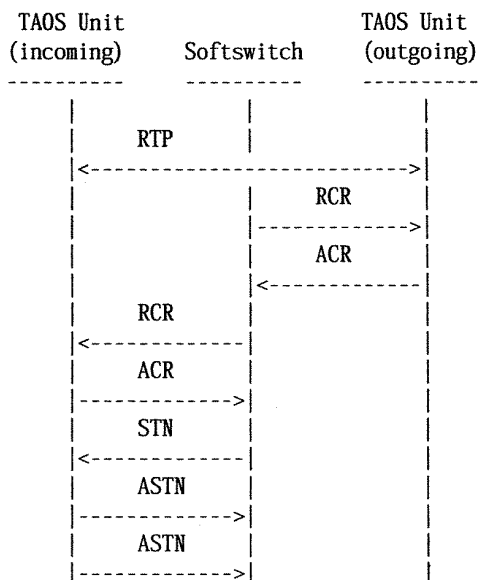 TAOS Unit TAOS Unit
(incoming) Softswitch (outgoing)
---------- ---------- ----------
RTP
RCR
ACR
RCR
ACR
STN
ASTN
ASTN